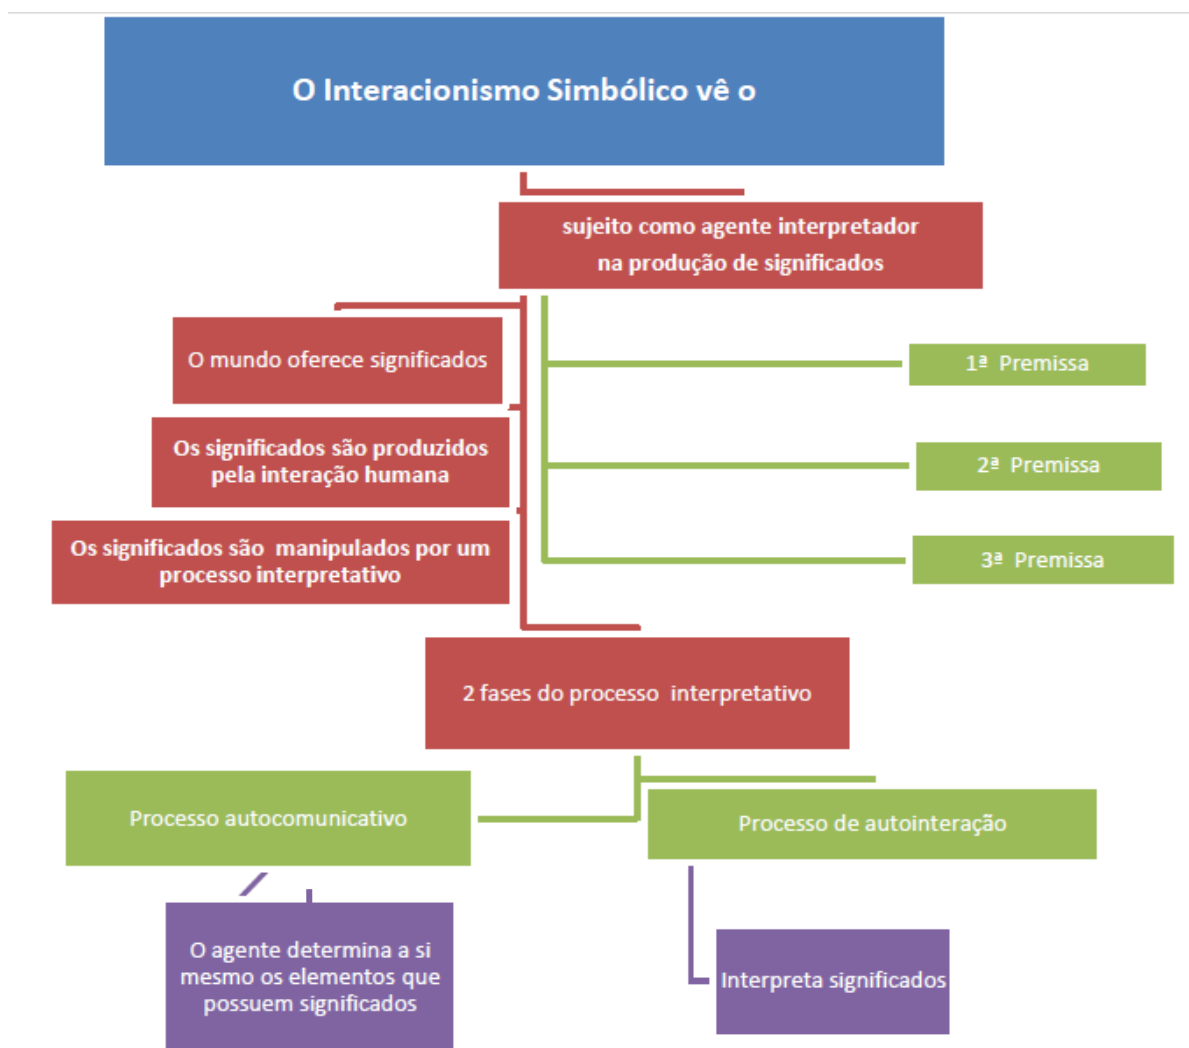 O Interacionismo Simbólico vê o
sujeito como agente interpretador
na produção de significados
O mundo oferece significados
1ª Premissa
Os significados são produzidos
pela interação humana
2ª Premissa
Os significados são manipulados por um
processo interpretativo
3ª Premissa
2 fases do processo interpretativo
Processo autocomunicativo
Processo de autointeração
O agente determina a si
mesmo os elementos que
possuem significados
Interpreta significados